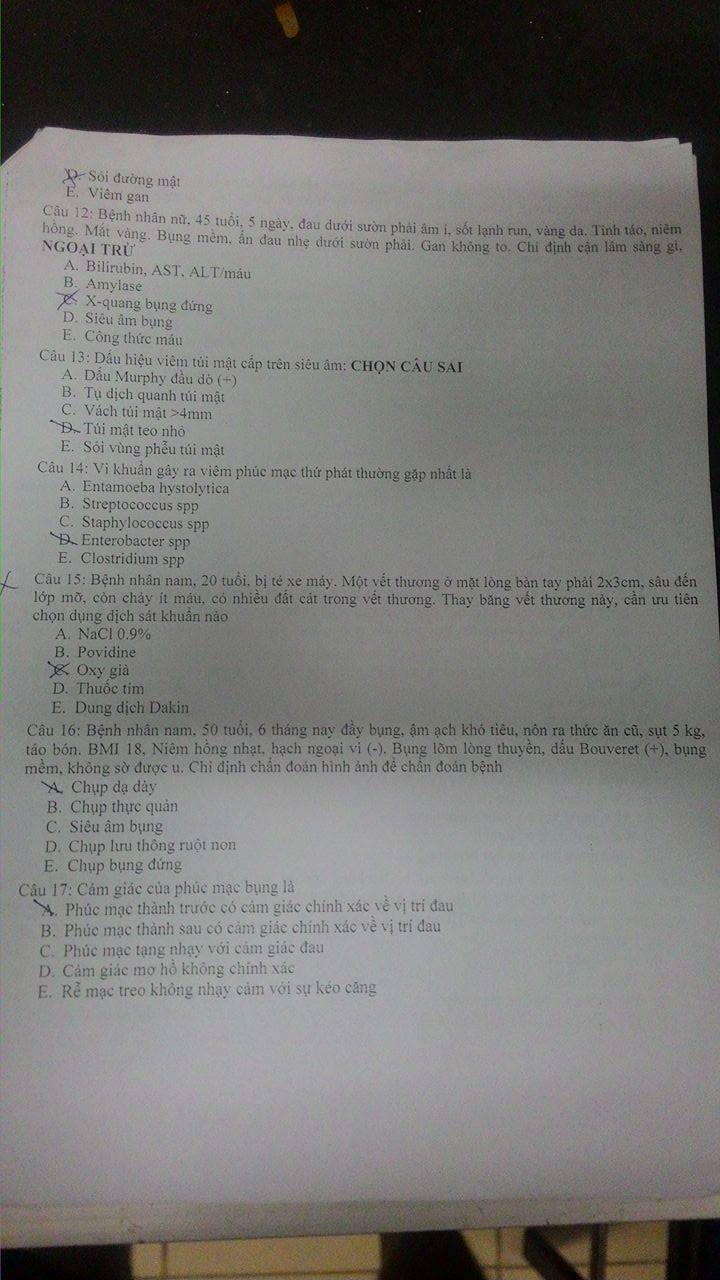 D. Sỏi đường mật
E. Viêm gan
Câu 12: Bệnh nhân nữ, 45 tuổi, 5 ngày, đau dưới sườn phải âm ỉ, sốt lạnh run, vàng da. Tỉnh táo, niêm
hồng. Mắt vàng. Bụng mềm, ấn đau nhẹ dưới sườn phải. Gan không to. Chỉ định cận lâm sàng gì,
NGOẠI TRỪ
A. Bilirubin, AST, ALT/máu
B. Amylase
C. X-quang bụng đứng
D. Siêu âm bụng
E. Công thức máu
Câu 13: Dấu hiệu viêm túi mật cấp trên siêu âm: CHỌN CÂU SAI
A. Dấu Murphy đầu dò (+)
B. Tụ dịch quanh túi mật
C. Vách túi mật >4mm
D. Túi mật teo nhỏ
E. Sỏi vùng phễu túi mật
Câu 14: Vi khuẩn gây ra viêm phúc mạc thứ phát thường gặp nhất là
A. Entamoeba hystolytica
B. Streptococcus spp
C. Staphylococcus spp
D. Enterobacter spp
E. Clostridium spp
Câu 15: Bệnh nhân nam, 20 tuổi, bị té xe máy. Một vết thương ở mặt lòng bàn tay phải 2x3cm, sâu đến
lớp mỡ, còn chảy ít máu, có nhiều đất cát trong vết thương. Thay băng vết thương này, cần ưu tiên
chọn dụng dịch sát khuẩn nào
A. NaCl 0.9%
B. Povidine
C. Oxy già
D. Thuốc tím
E. Dung dịch Dakin
Câu 16: Bệnh nhân nam, 50 tuổi, 6 tháng nay đầy bụng, ậm ạch khó tiêu, nôn ra thức ăn cũ, sụt 5 kg,
táo bón. BMI 18, Niêm hồng nhạt, hạch ngoại vi (-). Bụng lõm lòng thuyền, dấu Bouveret (+), bụng
mềm, không sờ được u. Chỉ định chẩn đoán hình ảnh để chẩn đoán bệnh
A. Chụp dạ dày
B. Chụp thực quản
C. Siêu âm bụng
D. Chụp lưu thông ruột non
E. Chụp bụng đứng
Câu 17: Cảm giác của phúc mạc bụng là
A. Phúc mạc thành trước có cảm giác chính xác về vị trí đau
B. Phúc mạc thành sau có cảm giác chính xác về vị trí đau
C. Phúc mạc tạng nhạy với cảm giác đau
D. Cảm giác mơ hồ không chính xác
E. Rễ mạc treo không nhạy cảm với sự kéo căng